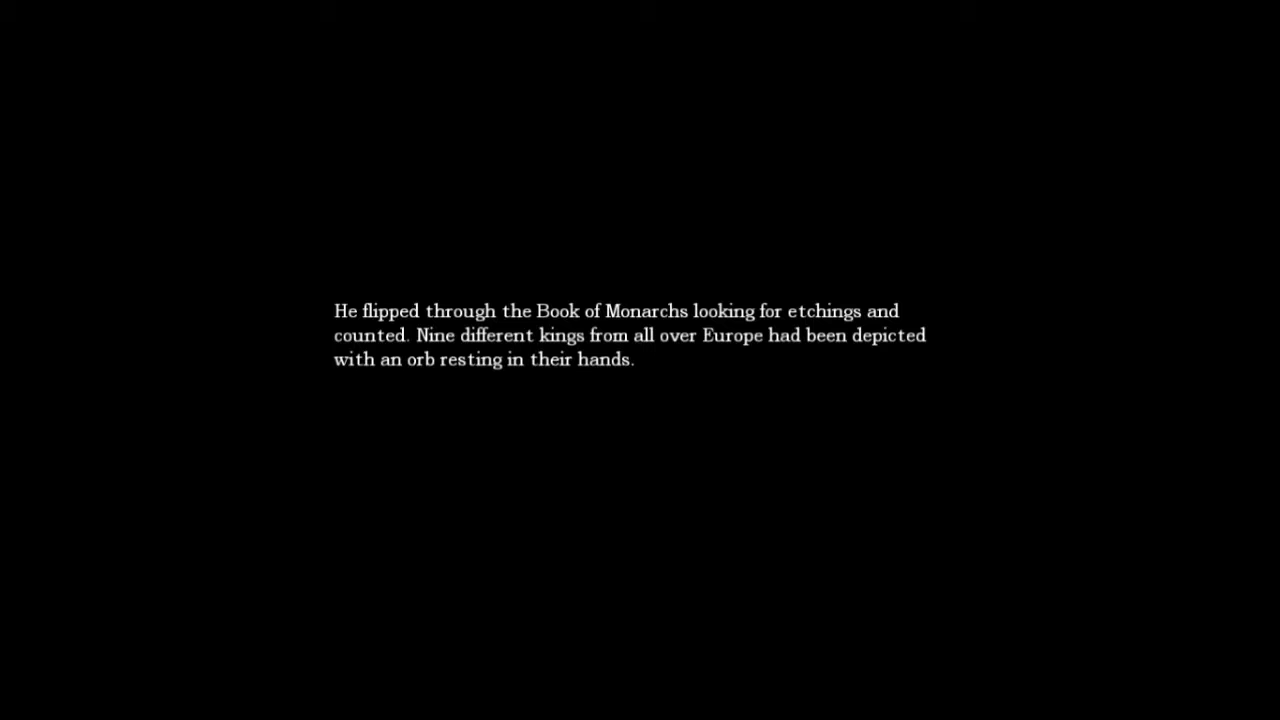 He flipped through the Book of Monarchs looking for etchings and
counted. Nine different kings from all over Europe had been depicted
with an orb resting in their hands.